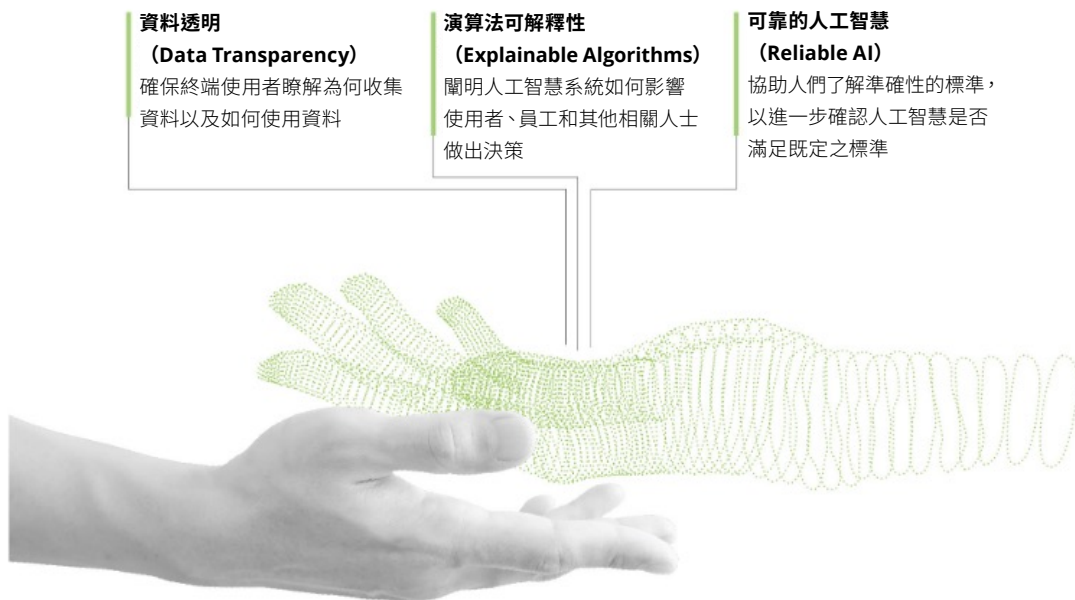 資料透明
（Data Transparency）
確保終端使用者瞭解為何收集
資料以及如何使用資料
演算法可解釋性
（Explainable Algorithms）
闡明人工智慧系統如何影響
使用者、員工和其他相關人士
做出決策
可靠的人工智慧
（Reliable AI）
協助人們了解準確性的標準，
以進一步確認人工智慧是否
滿足既定之標準